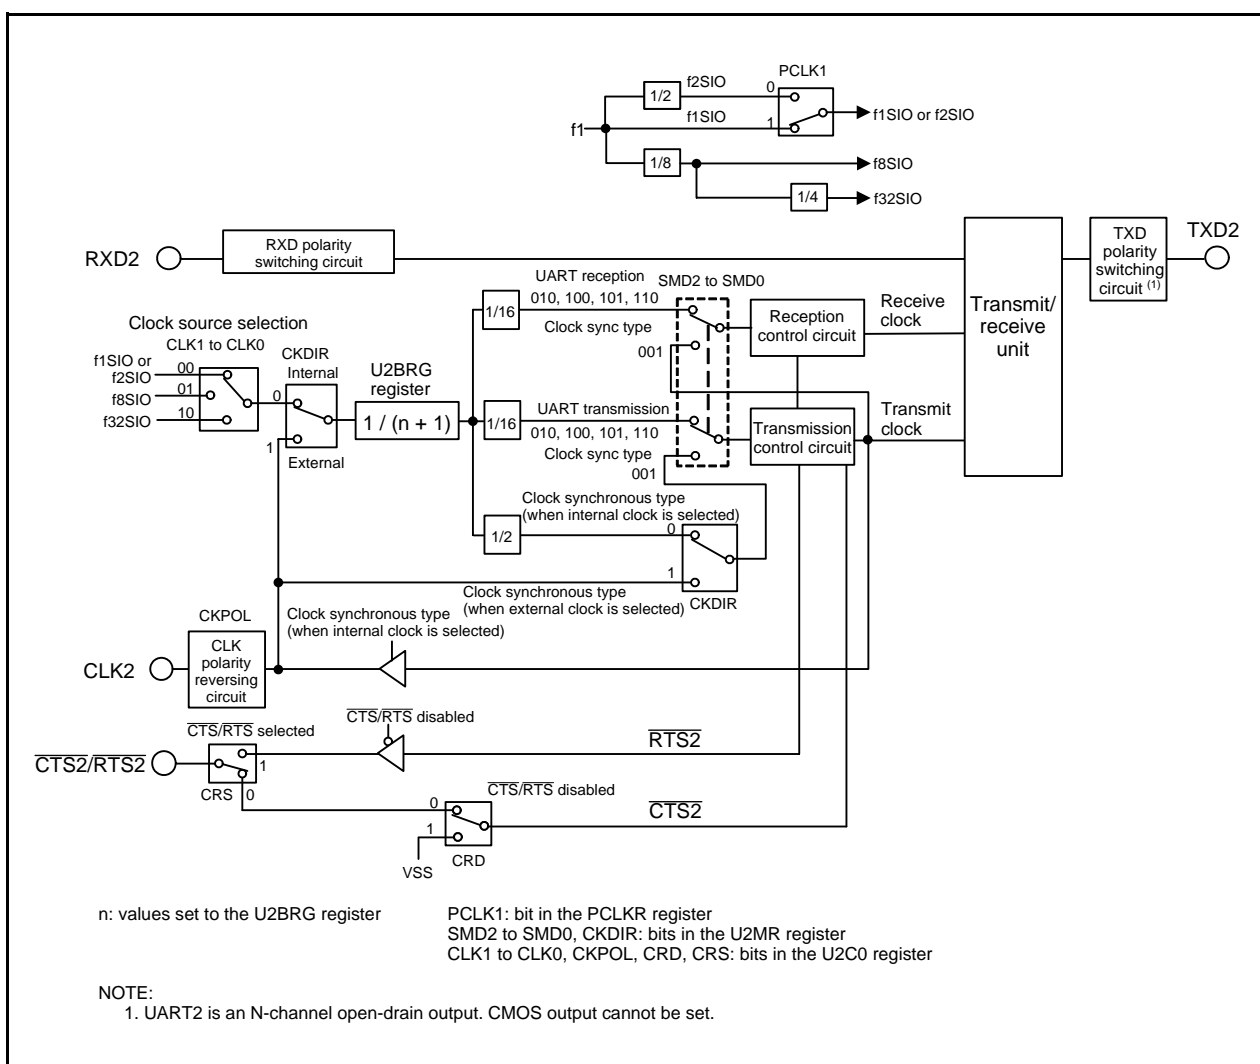 PCLK1
f2SIO
0
1/2
f1SIO
1
f1SIO or f2SIO
f1
1/8
f8SIO
1/4
f32SIO
RXD2
RXD polarity
switching circuit
TXD2
TXD
polarity
switching
circuit (1)
UART reception
SMD2 to SMD0
010, 100, 101, 110
1/16
Clock sync type
001
Reception
control circuit
Receive
clock
Transmit/
receive
unit
Clock source selection
CLK1 to CLK0
f1SIO or
f2SIO
00
f8SIO
01
f32SIO
10
CKDIR
Internal
0
1
External
U2BRG
register
1 / (n + 1)
1/16
UART transmission
010, 100, 101, 110
Clock sync type
001
Transmission
control circuit
Transmit
clock
Clock synchronous type
(when internal clock is selected)
1/2
0
1
CKDIR
Clock synchronous type
(when external clock is selected)
CKPOL
Clock synchronous type
(when internal clock is selected)
CLK2
CLK
polarity
reversing
circuit
CTS/RTS selected
CTS/RTS disabled
RTS2
CTS2/RTS2
1
CRS
0
CTS/RTS disabled
0
1
CTS2
CRD
VSS
n: values set to the U2BRG register
PCLK1: bit in the PCLKR register
SMD2 to SMD0, CKDIR: bits in the U2MR register
CLK1 to CLK0, CKPOL, CRD, CRS: bits in the U2C0 register
NOTE:
1. UART2 is an N-channel open-drain output. CMOS output cannot be set.